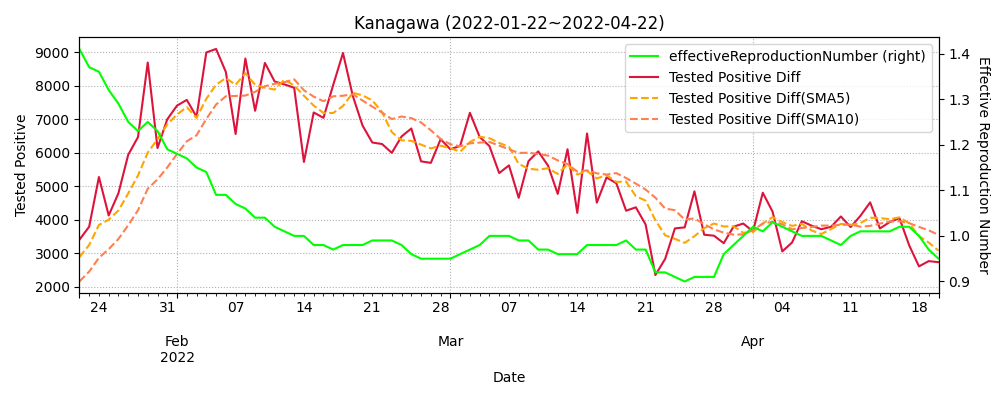 Kanagawa (2022-01-22~2022-04-22)
effectiveReproductionNumber (right)
Tested Positive Diff
Tested Positive Diff(SMA5)
Tested Positive Diff(SMA10)
Tested Positive
9000
8000
7000
6000
5000
4000
3000
2000
Effective Reproduction Number
1.4
1.3
1.2
1.1
1.0
0.9
24 31 07 14 21 28 07 14 21 28 04 11 18
Feb Mar Apr
2022
Date